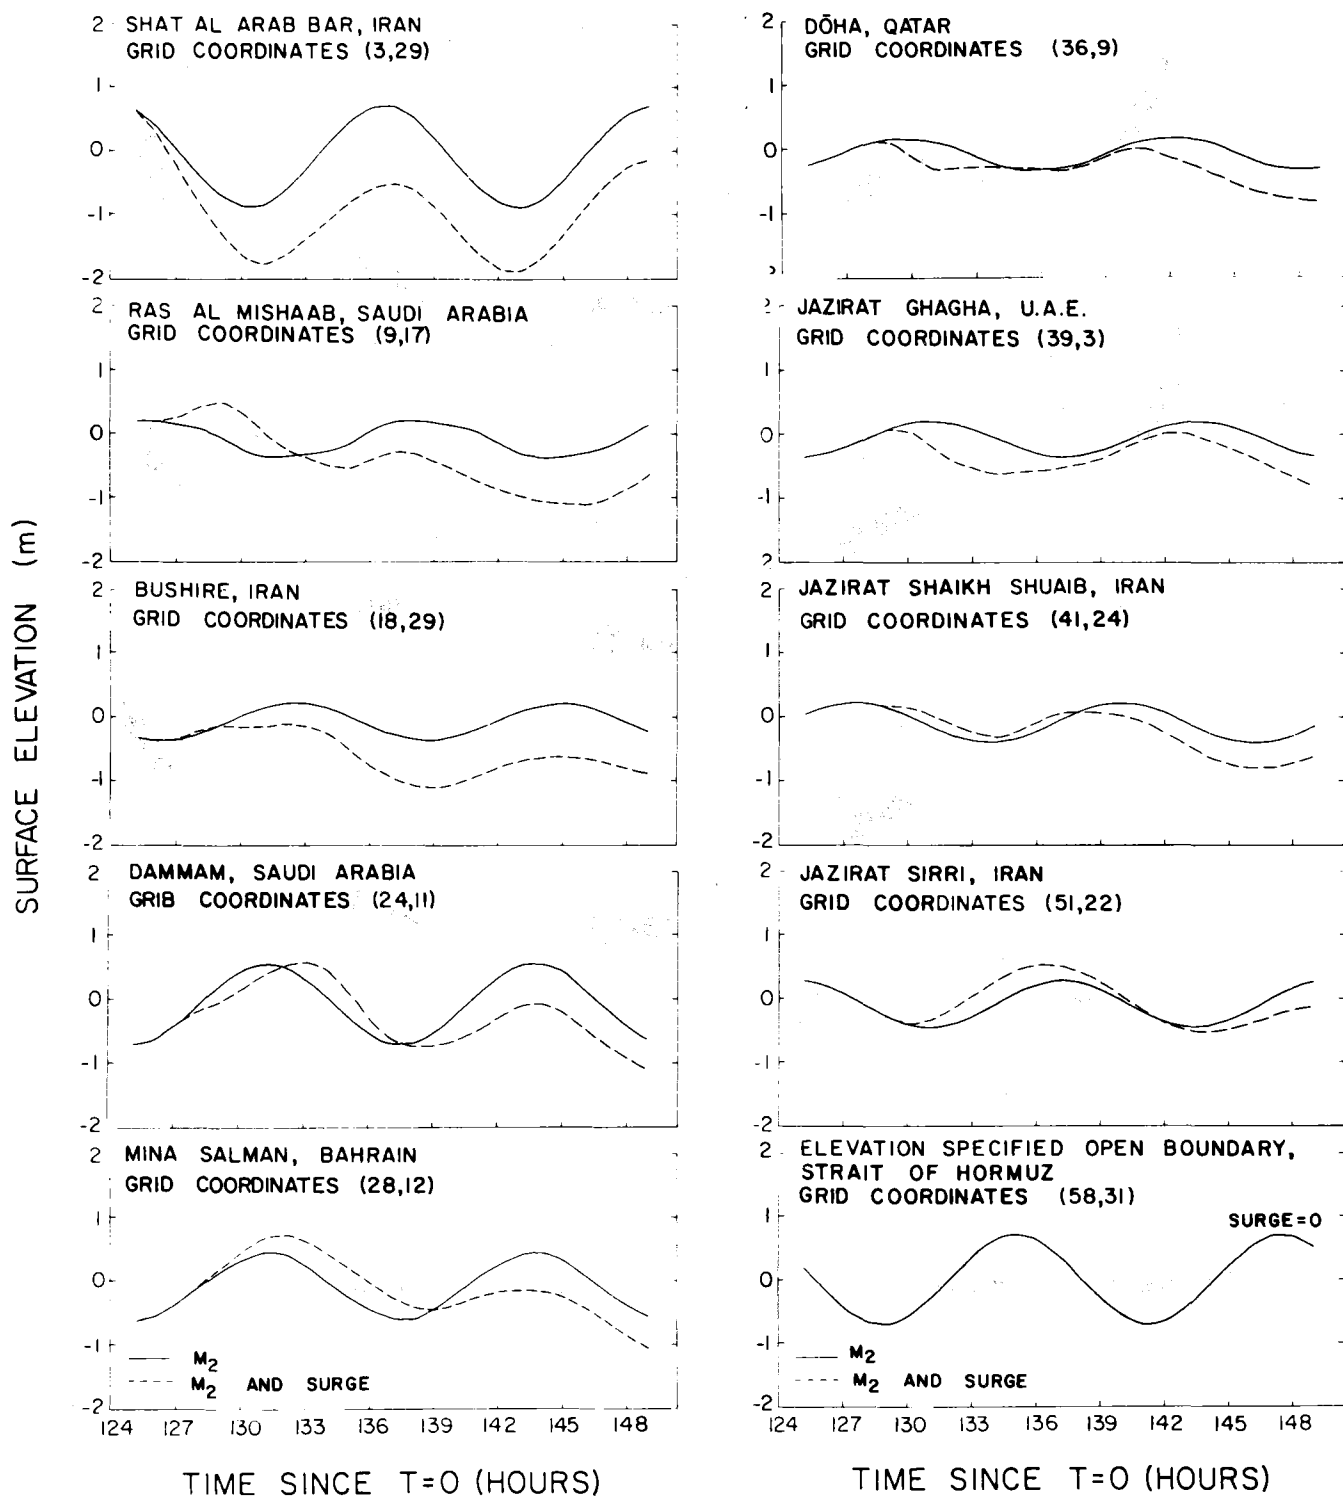 SURFACE ELEVATION (m)
SHAT AL ARAB BAR, IRAN
GRID COORDINATES (3,29)
2
1
0
-1
-2
RAS AL MISHAAB, SAUDI ARABIA
GRID COORDINATES (9,17)
2
1
0
-1
-2
BUSHIRE, IRAN
GRID COORDINATES (18,29)
2
1
0
-1
-2
DAMMAM, SAUDI ARABIA
GRIB COORDINATES (24,11)
2
1
0
-1
-2
MINA SALMAN, BAHRAIN
GRID COORDINATES (28,12)
2
1
0
-1
-2
M2
M2 AND SURGE
124 127 130 133 136 139 142 145 148
TIME SINCE T=0 (HOURS)
DŌHA, QATAR
GRID COORDINATES (36,9)
2
1
0
-1
JAZIRAT GHAGHA, U.A.E.
GRID COORDINATES (39,3)
2
1
0
-1
2
JAZIRAT SHAIKH SHUAIB, IRAN
GRID COORDINATES (41,24)
2
1
0
-1
-2
JAZIRAT SIRRI, IRAN
GRID COORDINATES (51,22)
2
1
0
-1
-2
ELEVATION SPECIFIED OPEN BOUNDARY,
STRAIT OF HORMUZ
GRID COORDINATES (58,31)
SURGE=0
2
1
0
-1
-2
M2
M2 AND SURGE
124 127 130 133 136 139 142 145 148
TIME SINCE T=0 (HOURS)